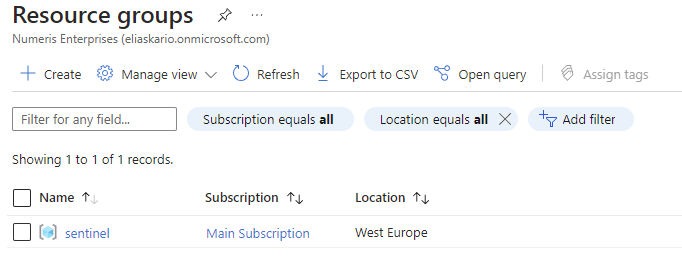 Resource groups
Numeris Enterprises (eliaskario.onmicrosoft.com)
Create Manage view Refresh Export to CSV Open query Assign tags
Filter for any field... Subscription equals all Location equals all Add filter
Showing 1 to 1 of 1 records.
Name Subscription Location
sentinel Main Subscription West Europe